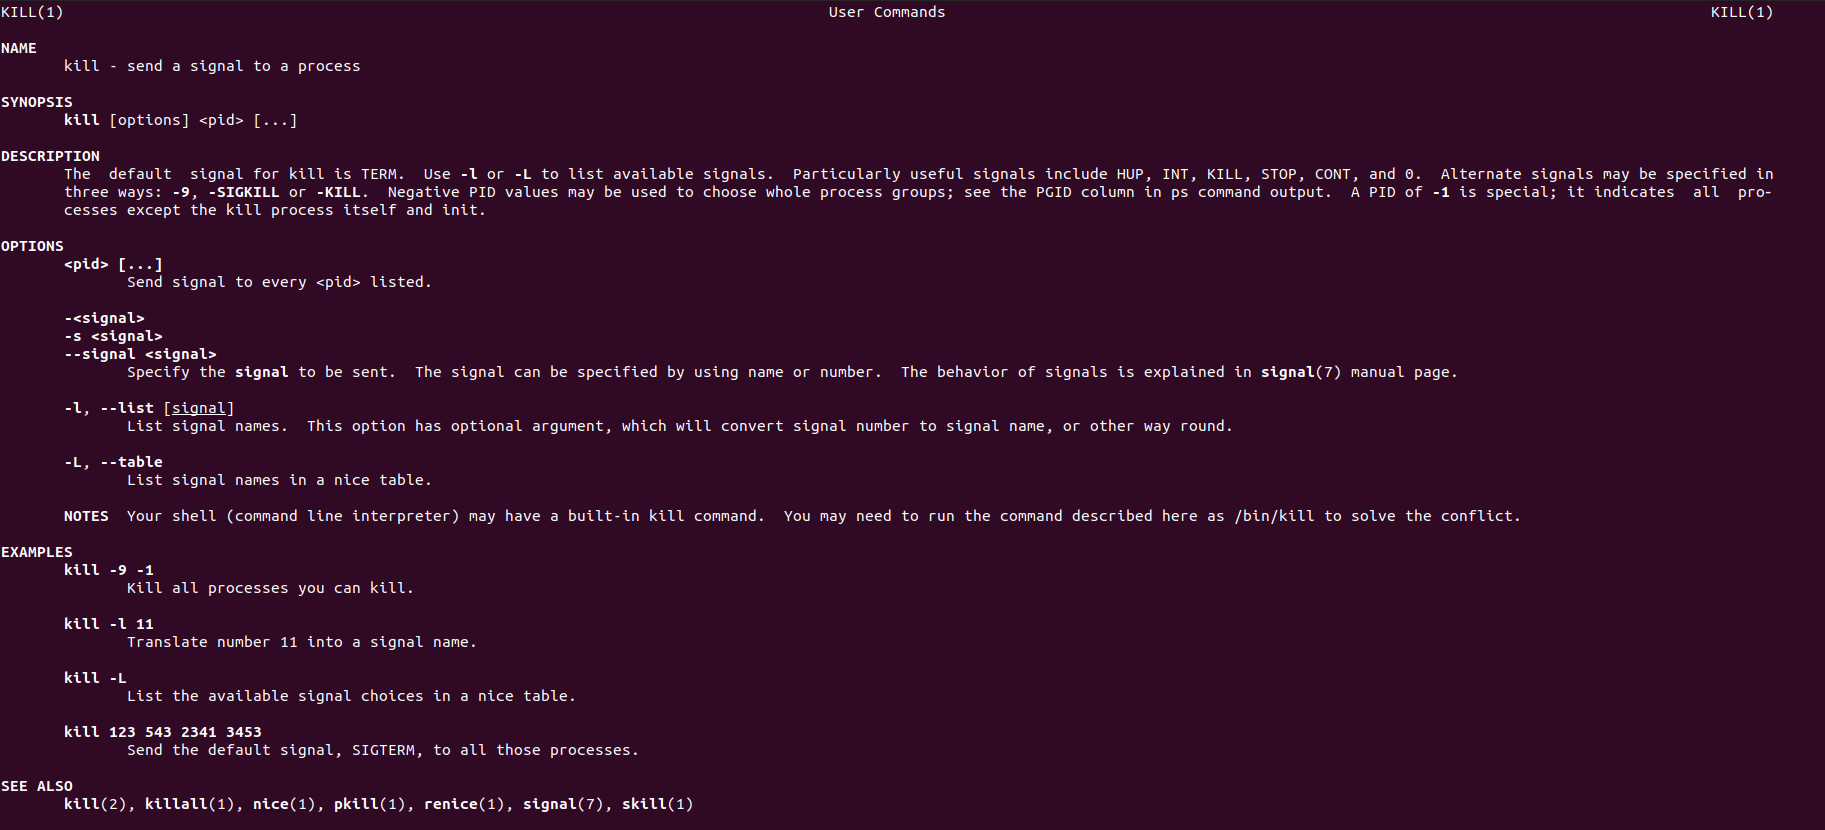 KILL(1) User Commands KILL(1)
NAME
kill - send a signal to a process
SYNOPSIS
kill [options] <pid> [...]
DESCRIPTION
The default signal for kill is TERM. Use -l or -L to list available signals. Particularly useful signals include HUP, INT, KILL, STOP, CONT, and 0. Alternate signals may be specified in
three ways: -9, -SIGKILL or -KILL. Negative PID values may be used to choose whole process groups; see the PGID column in ps command output. A PID of -1 is special; it indicates all pro-
cesses except the kill process itself and init.
OPTIONS
<pid> [...]
Send signal to every <pid> listed.
-<signal>
-s <signal>
--signal <signal>
Specify the signal to be sent. The signal can be specified by using name or number. The behavior of signals is explained in signal(7) manual page.
-l, --list [signal]
List signal names. This option has optional argument, which will convert signal number to signal name, or other way round.
-L, --table
List signal names in a nice table.
NOTES Your shell (command line interpreter) may have a built-in kill command. You may need to run the command described here as /bin/kill to solve the conflict.
EXAMPLES
kill -9 -1
Kill all processes you can kill.
kill -l 11
Translate number 11 into a signal name.
kill -L
List the available signal choices in a nice table.
kill 123 543 2341 3453
Send the default signal, SIGTERM, to all those processes.
SEE ALSO
kill(2), killall(1), nice(1), pkill(1), renice(1), signal(7), skill(1)